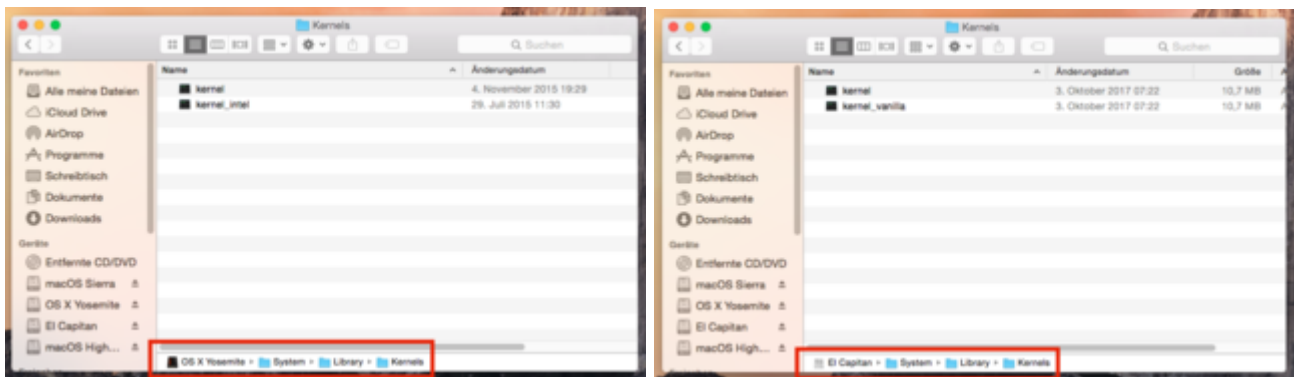 Kernels
Suchen
Favoriten
Name
Änderungsdatum
Alle meine Dateien
kernel
4. November 2015 19:29
kernel_intel
29. Juli 2015 11:30
iCloud Drive
AirDrop
Programme
Schreibtisch
Dokumente
Downloads
Geräte
Entfernte CD/DVD
macOS Sierra
OS X Yosemite
El Capitan
macOS High...
OS X Yosemite
System
Library
Kernels
Kernels
Suchen
Favoriten
Name
Änderungsdatum
Größe
Alle meine Dateien
kernel
3. Oktober 2017 07:22
10,7 MB
kernel_vanilla
3. Oktober 2017 07:22
10,7 MB
iCloud Drive
AirDrop
Programme
Schreibtisch
Dokumente
Downloads
Geräte
Entfernte CD/DVD
macOS Sierra
OS X Yosemite
El Capitan
macOS High...
El Capitan
System
Library
Kernels